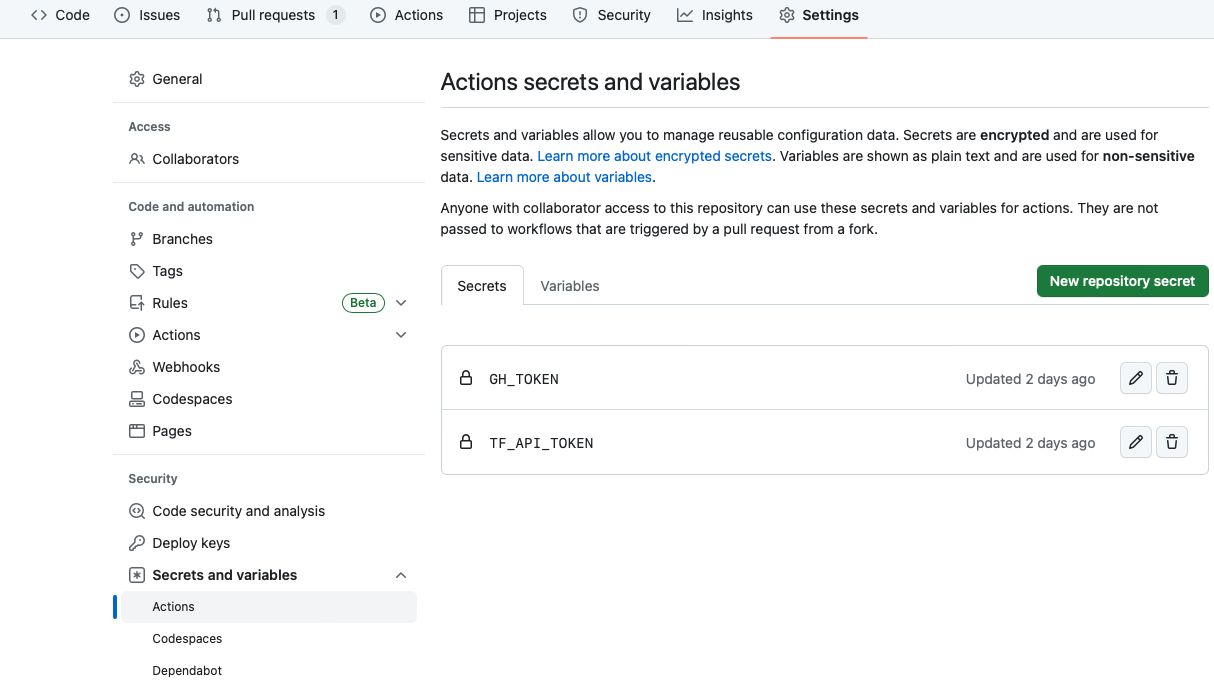 Code Issues Pull requests 1 Actions Projects Security Insights Settings
General
Access
Collaborators
Code and automation
Branches
Tags
Rules Beta
Actions
Webhooks
Codespaces
Pages
Security
Code security and analysis
Deploy keys
Secrets and variables
Actions
Codespaces
Dependabot
Actions secrets and variables
Secrets and variables allow you to manage reusable configuration data. Secrets are encrypted and are used for
sensitive data. Learn more about encrypted secrets. Variables are shown as plain text and are used for non-sensitive
data. Learn more about variables.
Anyone with collaborator access to this repository can use these secrets and variables for actions. They are not
passed to workflows that are triggered by a pull request from a fork.
Secrets Variables New repository secret
GH_TOKEN Updated 2 days ago
TF_API_TOKEN Updated 2 days ago